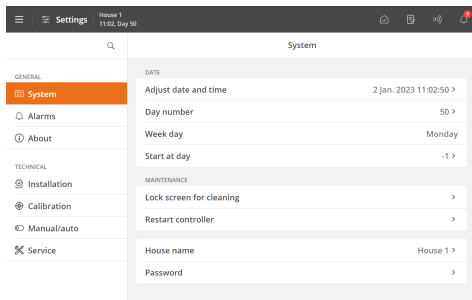 Settings
House 1
11:02, Day 50
System
GENERAL
System
Alarms
About
TECHNICAL
Installation
Calibration
Manual/auto
Service
DATE
Adjust date and time 2 Jan. 2023 11:02:50 >
Day number 50 >
Week day Monday
Start at day -1 >
MAINTENANCE
Lock screen for cleaning >
Restart controller >
House name House 1 >
Password >